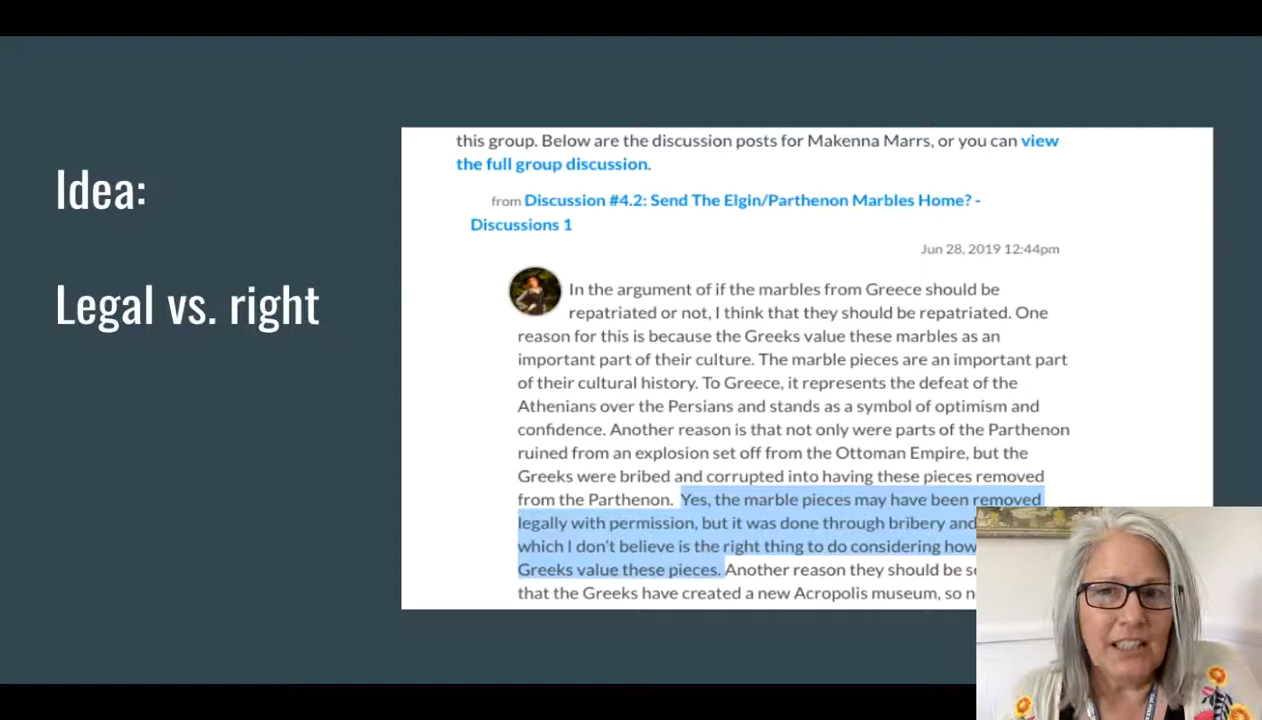 Idea:
Legal vs. right
this group. Below are the discussion posts for Makenna Marrs, or you can view
the full group discussion.
from Discussion #4.2: Send The Elgin/Parthenon Marbles Home? -
Discussions 1
Jun 28, 2019 12:44pm
In the argument of if the marbles from Greece should be
repatriated or not, I think that they should be repatriated. One
reason for this is because the Greeks value these marbles as an
important part of their culture. The marble pieces are an important part
of their cultural history. To Greece, it represents the defeat of the
Athenians over the Persians and stands as a symbol of optimism and
confidence. Another reason is that not only were parts of the Parthenon
ruined from an explosion set off from the Ottoman Empire, but the
Greeks were bribed and corrupted into having these pieces removed
from the Parthenon. Yes, the marble pieces may have been removed
legally with permission, but it was done through bribery and
which I don't believe is the right thing to do considering how
Greeks value these pieces. Another reason they should be
that the Greeks have created a new Acropolis museum, so